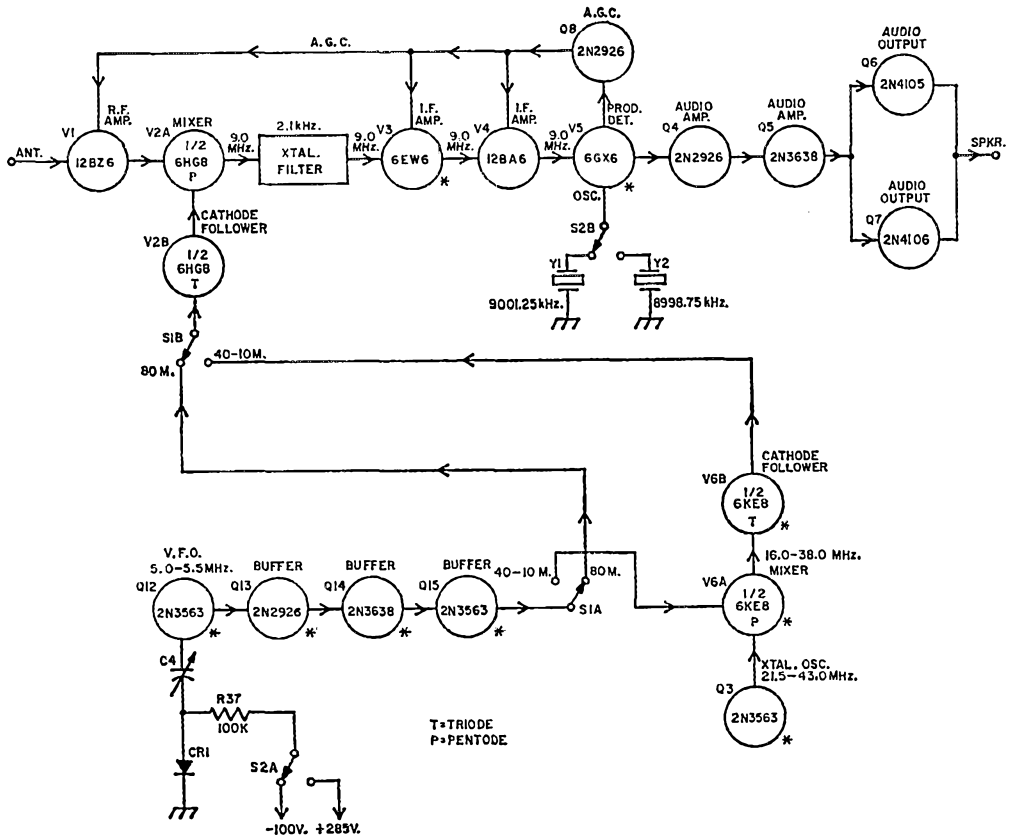 A.G.C.
Q8
2N2926
A.G.C.
AUDIO
OUTPUT
Q6
2N4105
R.F.
AMP.
V1
12BZ6
ANT.
MIXER
V2A
1/2
6HG8
P
9.0
MHz.
2.1kHz.
XTAL.
FILTER
9.0
MHz.
I.F.
AMP.
V3
6EW6
*
9.0
MHz.
I.F.
AMP.
V4
12BA6
9.0
MHz.
PROD.
DET.
V5
6GX6
*
OSC.
AUDIO
AMP.
Q4
2N2926
AUDIO
AMP.
Q5
2N3638
SPKR.
AUDIO
OUTPUT
Q7
2N4106
CATHODE
FOLLOWER
V2B
1/2
6HG8
T
S2B
Y1
Y2
9001.25kHz.
8998.75kHz.
S1B
80M.
40-10M.
CATHODE
FOLLOWER
V6B
1/2
6KE8
T
*
V.F.O.
5.0-5.5MHz.
Q12
2N3563
*
BUFFER
Q13
2N2926
*
BUFFER
Q14
2N3638
*
BUFFER
Q15
2N3563
*
40-10M.
80M.
S1A
16.0-38.0 MHz.
MIXER
V6A
1/2
6KE8
P
*
XTAL. OSC.
21.5-43.0MHz.
Q3
2N3563
*
C4
R37
100K
CR1
S2A
-100V.
+285V.
T=TRIODE
P=PENTODE